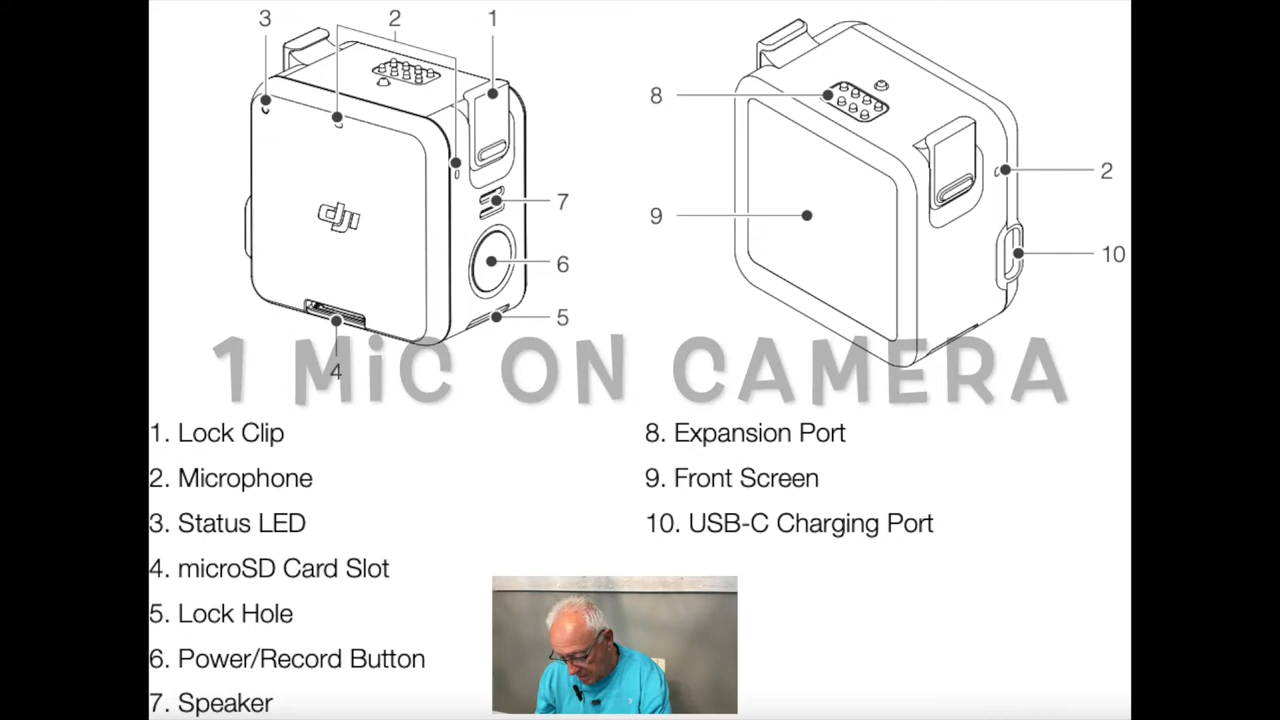 3
2
1
8
2
7
9
dji
6
10
5
4
1 MiC ON CAMERA
1. Lock Clip
2. Microphone
3. Status LED
4. microSD Card Slot
5. Lock Hole
6. Power/Record Button
7. Speaker
8. Expansion Port
9. Front Screen
10. USB-C Charging Port